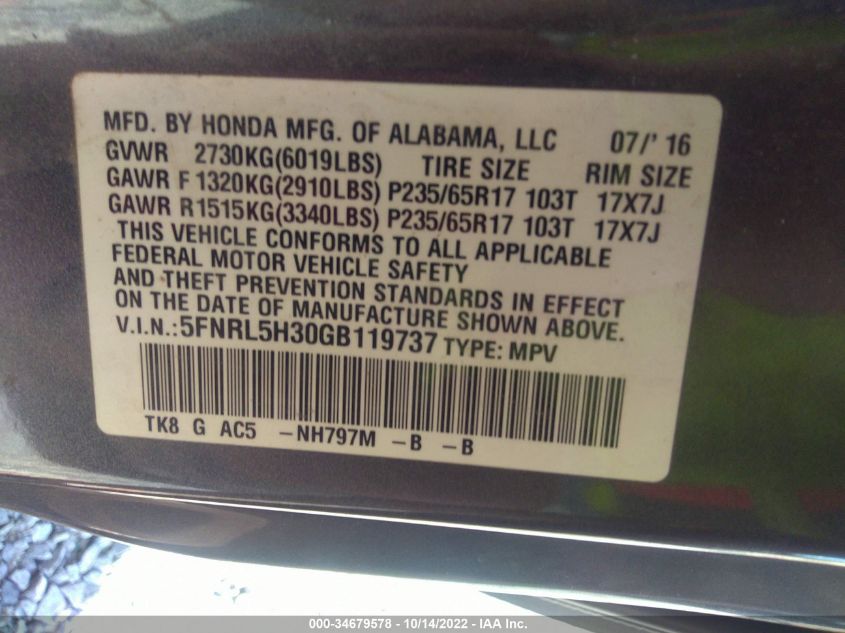 MFD. BY HONDA MFG. OF ALABAMA, LLC 07/' 16
GVWR 2730KG(6019LBS) TIRE SIZE RIM SIZE
GAWR F 1320KG(2910LBS) P235/65R17 103T 17X7J
GAWR R1515KG(3340LBS) P235/65R17 103T 17X7J
THIS VEHICLE CONFORMS TO ALL APPLICABLE
FEDERAL MOTOR VEHICLE SAFETY
AND THEFT PREVENTION STANDARDS IN EFFECT
ON THE DATE OF MANUFACTURE SHOWN ABOVE.
V.I.N.:5FNRL5H30GB119737 TYPE: MPV
TK8 G AC5 -NH797M -B -B
000-34679578 - 10/14/2022 - IAA Inc.